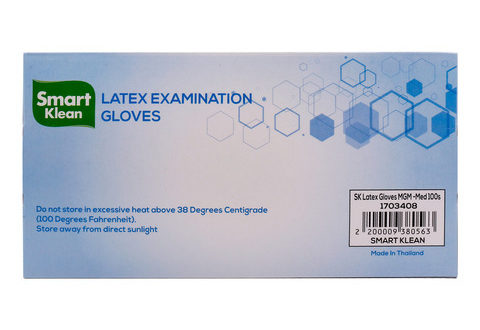 Smart
Klean
LATEX EXAMINATION
GLOVES
Do not store in excessive heat above 38 Degrees Centigrade
(100 Degrees Fahrenheit).
Store away from direct sunlight
SK Latex Gloves MGM -Med 100s
1703408
2 200009 380563
SMART KLEAN
Made In Thailand